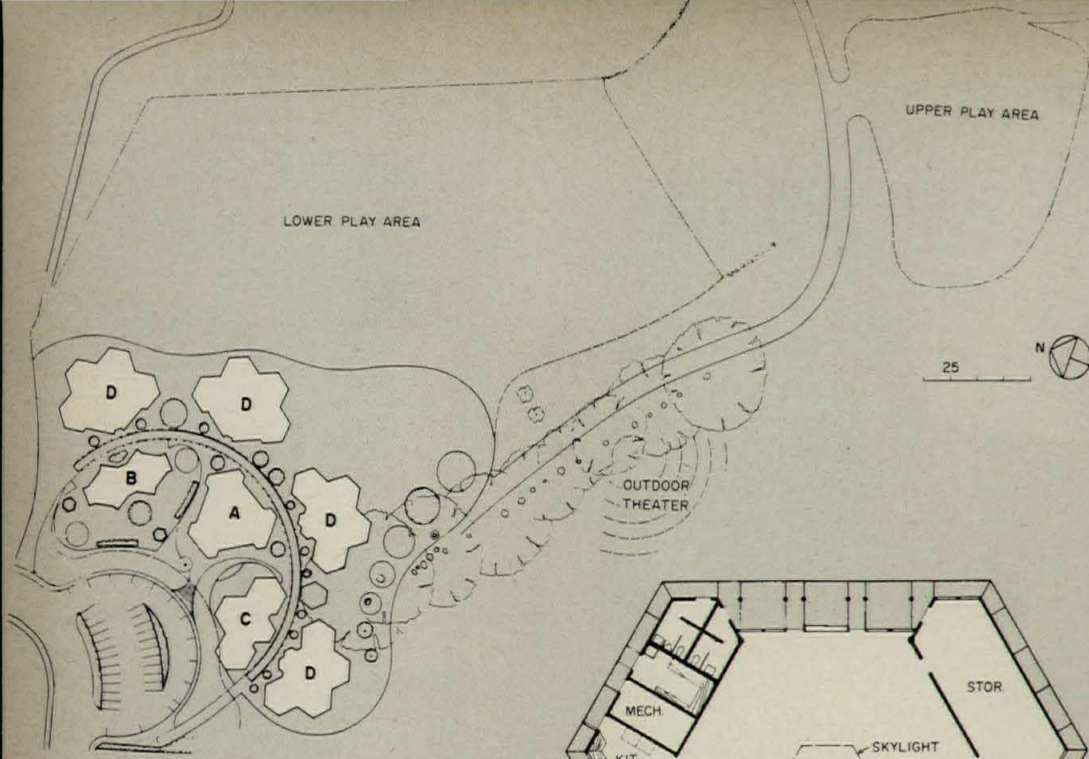 UPPER PLAY AREA
LOWER PLAY AREA
N
25
D
D
B
A
D
OUTDOOR
THEATER
C
D
STOR.
MECH.
SKYLIGHT
KIT.